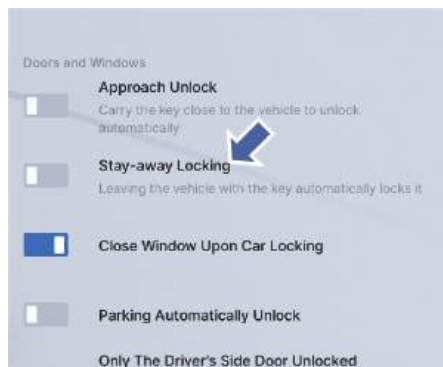 Doors and Windows
Approach Unlock
Carry the key close to the vehicle to unlock
automatically
Stay-away Locking
Leaving the vehicle with the key automatically locks it
Close Window Upon Car Locking
Parking Automatically Unlock
Only The Driver's Side Door Unlocked